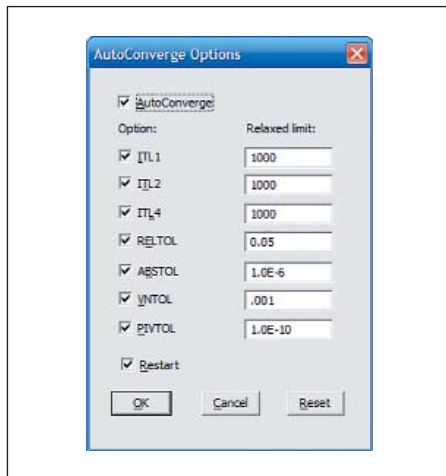 AutoConverge Options
AutoConverge
Option: Relaxed limit:
ITL1 1000
ITL2 1000
ITL4 1000
RELTOL 0.05
ABSTOL 1.0E-6
VNTOL .001
PIVTOL 1.0E-10
Restart
OK Cancel Reset